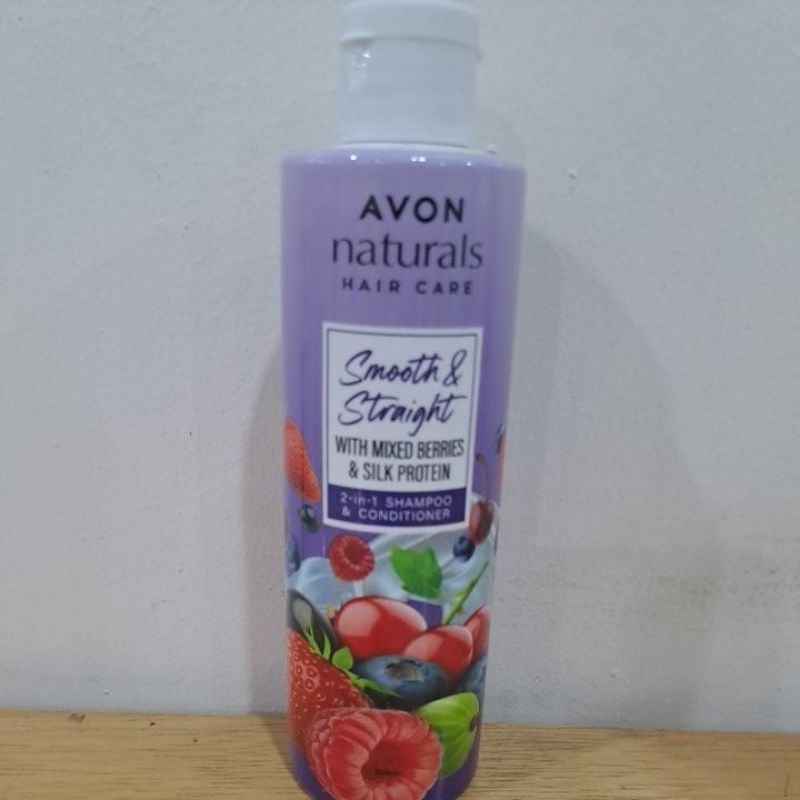 AVON
naturals
HAIR CARE
Smooth &
Straight
WITH MIXED BERRIES
& SILK PROTEIN
2-in-1 SHAMPOO
& CONDITIONER